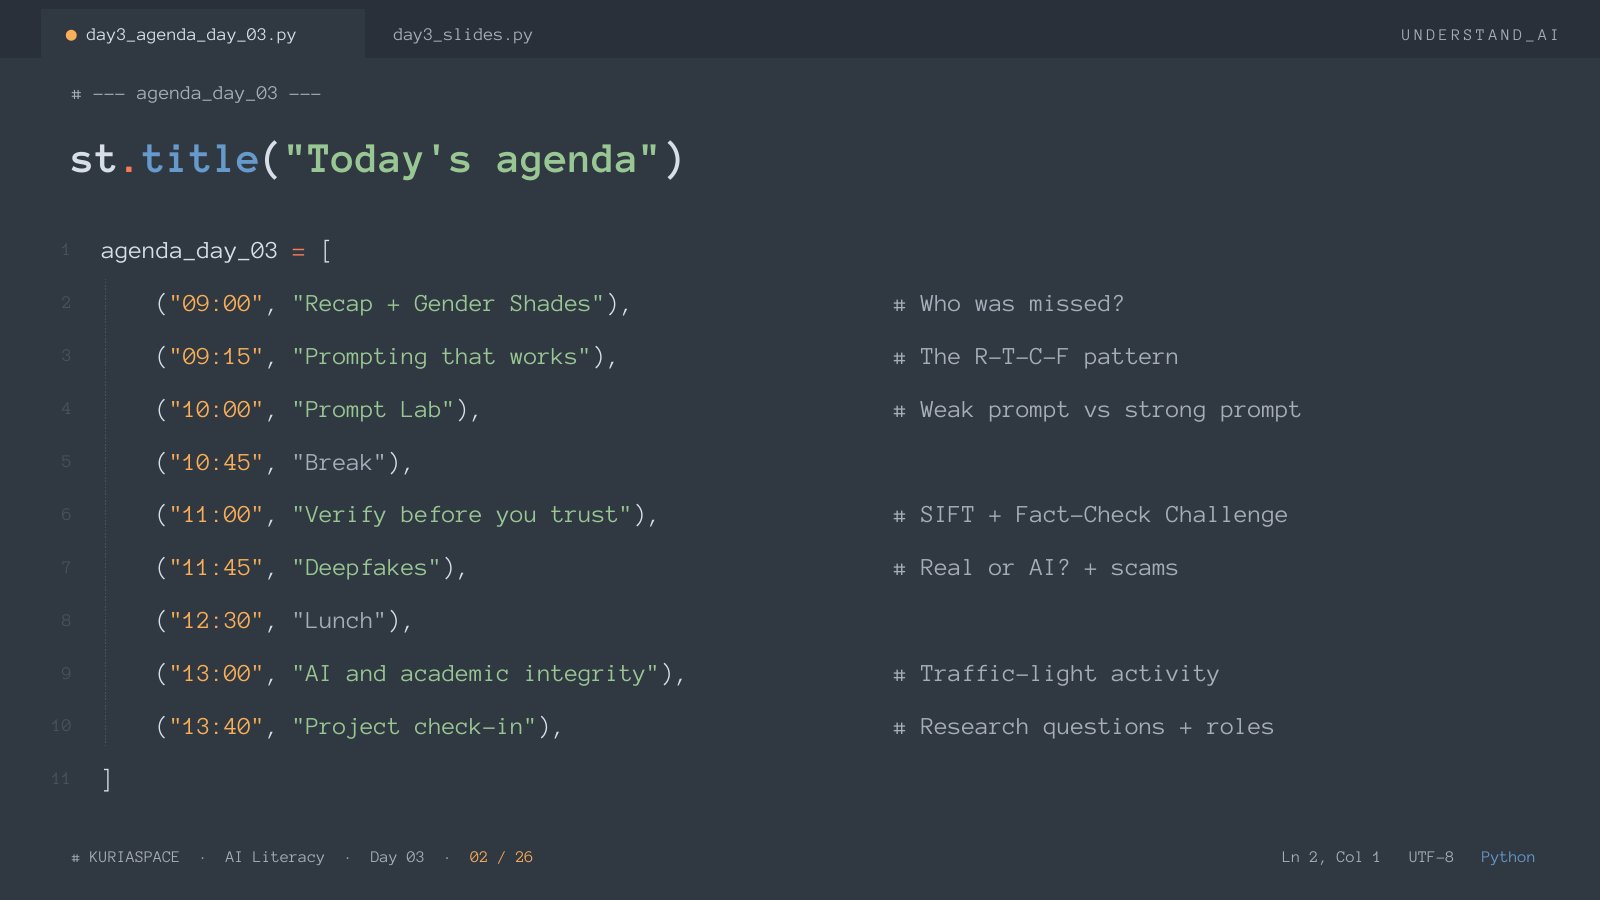 day3_agenda_day_03.py
day3_slides.py
UNDERSTAND_AI
# --- agenda_day_03 ---
st.title("Today's agenda")
1 agenda_day_03 = [
2 ("09:00", "Recap + Gender Shades"), # Who was missed?
3 ("09:15", "Prompting that works"), # The R-T-C-F pattern
4 ("10:00", "Prompt Lab"), # Weak prompt vs strong prompt
5 ("10:45", "Break"),
6 ("11:00", "Verify before you trust"), # SIFT + Fact-Check Challenge
7 ("11:45", "Deepfakes"), # Real or AI? + scams
8 ("12:30", "Lunch"),
9 ("13:00", "AI and academic integrity"), # Traffic-light activity
10 ("13:40", "Project check-in"), # Research questions + roles
11 ]
# KURIASPACE · AI Literacy · Day 03 · 02 / 26
Ln 2, Col 1 UTF-8 Python